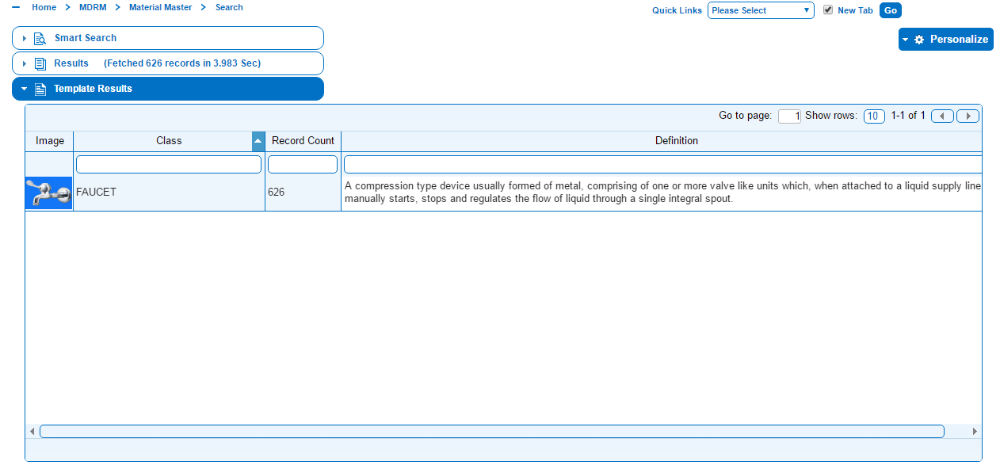 Home > MDRM > Material Master > Search
Quick Links Please Select New Tab Go
Smart Search
Personalize
Results (Fetched 626 records in 3.983 Sec)
Template Results
Go to page: 1 Show rows: 10 1-1 of 1
Image Class Record Count Definition
FAUCET 626 A compression type device usually formed of metal, comprising of one or more valve like units which, when attached to a liquid supply line
manually starts, stops and regulates the flow of liquid through a single integral spout.